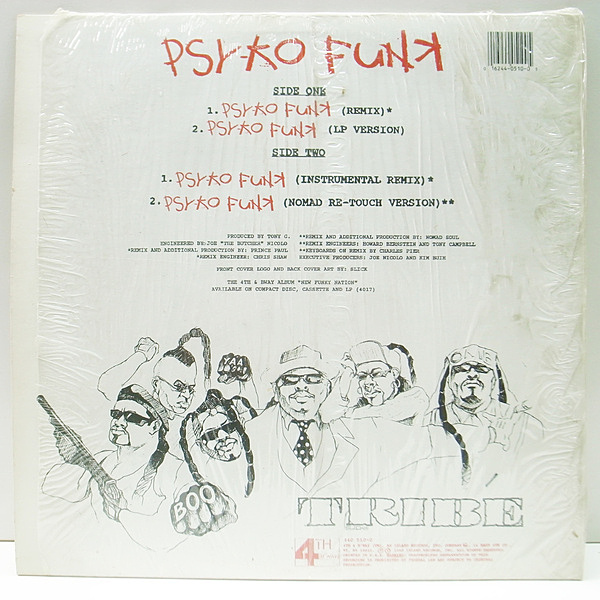 PSYKO FUNK
SIDE ONE
1. PSYKO FUNK (REMIX)*
2. PSYKO FUNK (LP VERSION)
SIDE TWO
1. PSYKO FUNK (INSTRUMENTAL REMIX)*
2. PSYKO FUNK (NOMAD RE-TOUCH VERSION)**
PRODUCED BY TONY G. **REMIX AND ADDITIONAL PRODUCTION BY: NOMAD SOUL
ENGINEERED BY: JOE "THE BUTCHER" NICOLO **REMIX ENGINEERS: HOWARD BERNSTEIN AND TONY CAMPBELL
*REMIX AND ADDITIONAL PRODUCTION BY: PRINCE PAUL **KEYBOARDS ON REMIX BY CHARLES PIER
*REMIX ENGINEER: CHRIS SHAW EXECUTIVE PRODUCERS: JOE NICOLO AND KIM BUIE
FRONT COVER LOGO AND BACK COVER ART BY: SLICK
THE 4TH & BWAY ALBUM "NEW FUNKY NATION"
AVAILABLE ON COMPACT DISC, CASSETTE AND LP (4017)
YAA
BOO
TRIBE
4TH